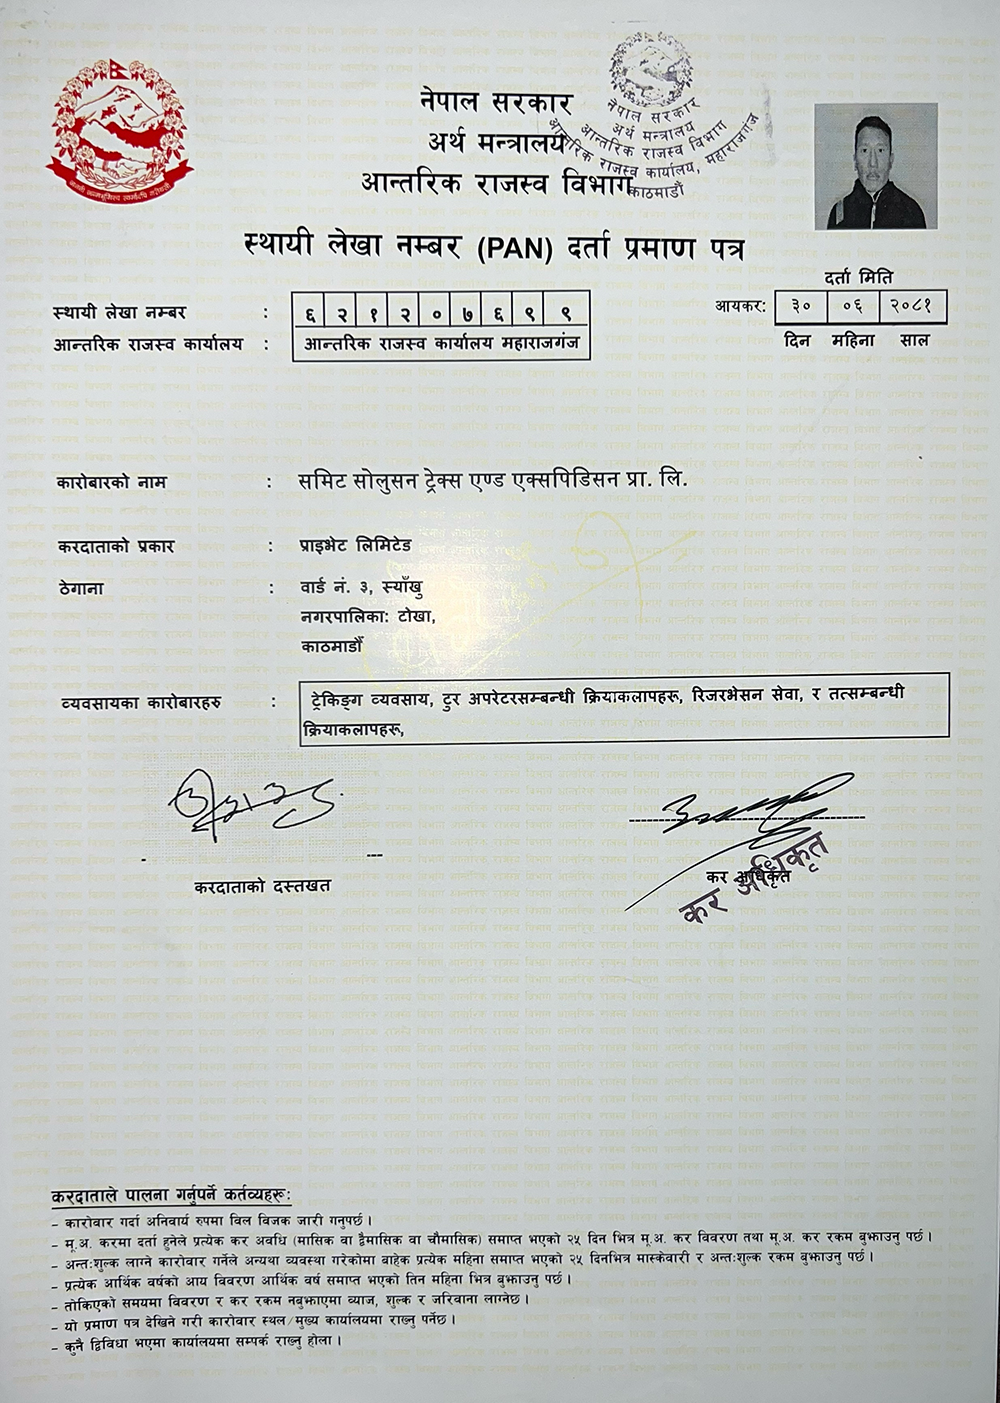 नेपाल सरकार
अर्थ मन्त्रालय
आन्तरिक राजस्व विभाग
नेपाल सरकार
अर्थ मन्त्रालय
आन्तरिक राजस्व विभाग
आन्तरिक राजस्व कार्यालय, महाराजगंज
काठमाडौं
स्थायी लेखा नम्बर (PAN) दर्ता प्रमाण पत्र
दर्ता मिति
स्थायी लेखा नम्बर : ६ २ १ २ ० ७ ६ ९ ९
आयकर: ३० ०६ २०८१
दिन महिना साल
आन्तरिक राजस्व कार्यालय : आन्तरिक राजस्व कार्यालय महाराजगंज
कारोबारको नाम : समिट सोलुसन ट्रेक्स एण्ड एक्सपिडिसन प्रा. लि.
करदाताको प्रकार : प्राइभेट लिमिटेड
ठेगाना : वार्ड नं. ३, स्याँखु
नगरपालिका: टोखा,
काठमाडौं
व्यवसायका कारोबारहरु : ट्रेकिङ्ग व्यवसाय, टुर अपरेटरसम्बन्धी क्रियाकलापहरू, रिजरभेसन सेवा, र तत्सम्बन्धी
क्रियाकलापहरू,
करदाताको दस्तखत
कर अधिकृत
कर अधिकृत
करदाताले पालना गर्नुपर्ने कर्तव्यहरू:
– कारोवार गर्दा अनिवार्य रुपमा विल विजक जारी गनुपर्छ ।
– मू.अ. करमा दर्ता हुनेले प्रत्येक कर अवधि (मासिक वा द्वैमासिक वा चौमासिक) समाप्त भएको २५ दिन भित्र मू.अ. कर विवरण तथा मू.अ. कर रकम बुझाउनु पर्छ ।
– अन्त:शुल्क लाग्ने कारोवार गर्नेले अन्यथा व्यवस्था गरेकोमा बाहेक प्रत्येक महिना समाप्त भएको २५ दिनभित्र मास्केवारी र अन्त:शुल्क रकम बुझाउनु पर्छ ।
– प्रत्येक आर्थिक वर्षको आय विवरण आर्थिक वर्ष समाप्त भएको तिन महिना भित्र बुझाउनु पर्छ ।
– तोकिएको समयमा विवरण र कर रकम नबुझाएमा व्याज, शुल्क र जरिवाना लाग्नेछ ।
– यो प्रमाण पत्र देखिने गरी कारोवार स्थल/मुख्य कार्यालयमा राख्नु पर्नेछ ।
– कुनै द्विविधा भएमा कार्यालयमा सम्पर्क राख्नु होला ।